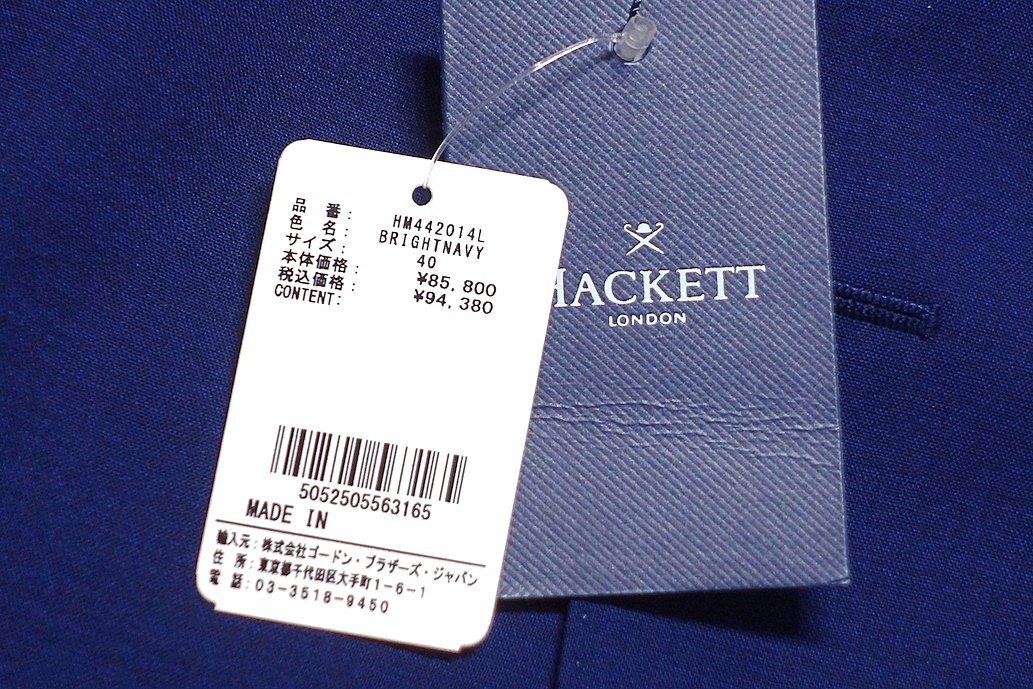 品　番： HM442014L
色　名： BRIGHTNAVY
サイズ： 40
本体価格： ¥85,800
税込価格： ¥94,380
CONTENT:
5052505563165
MADE IN
輸入元：株式会社ゴードン・ブラザーズ・ジャパン
住　所：東京都千代田区大手町1-6-1
電　話：03-3518-9450
HACKETT
LONDON